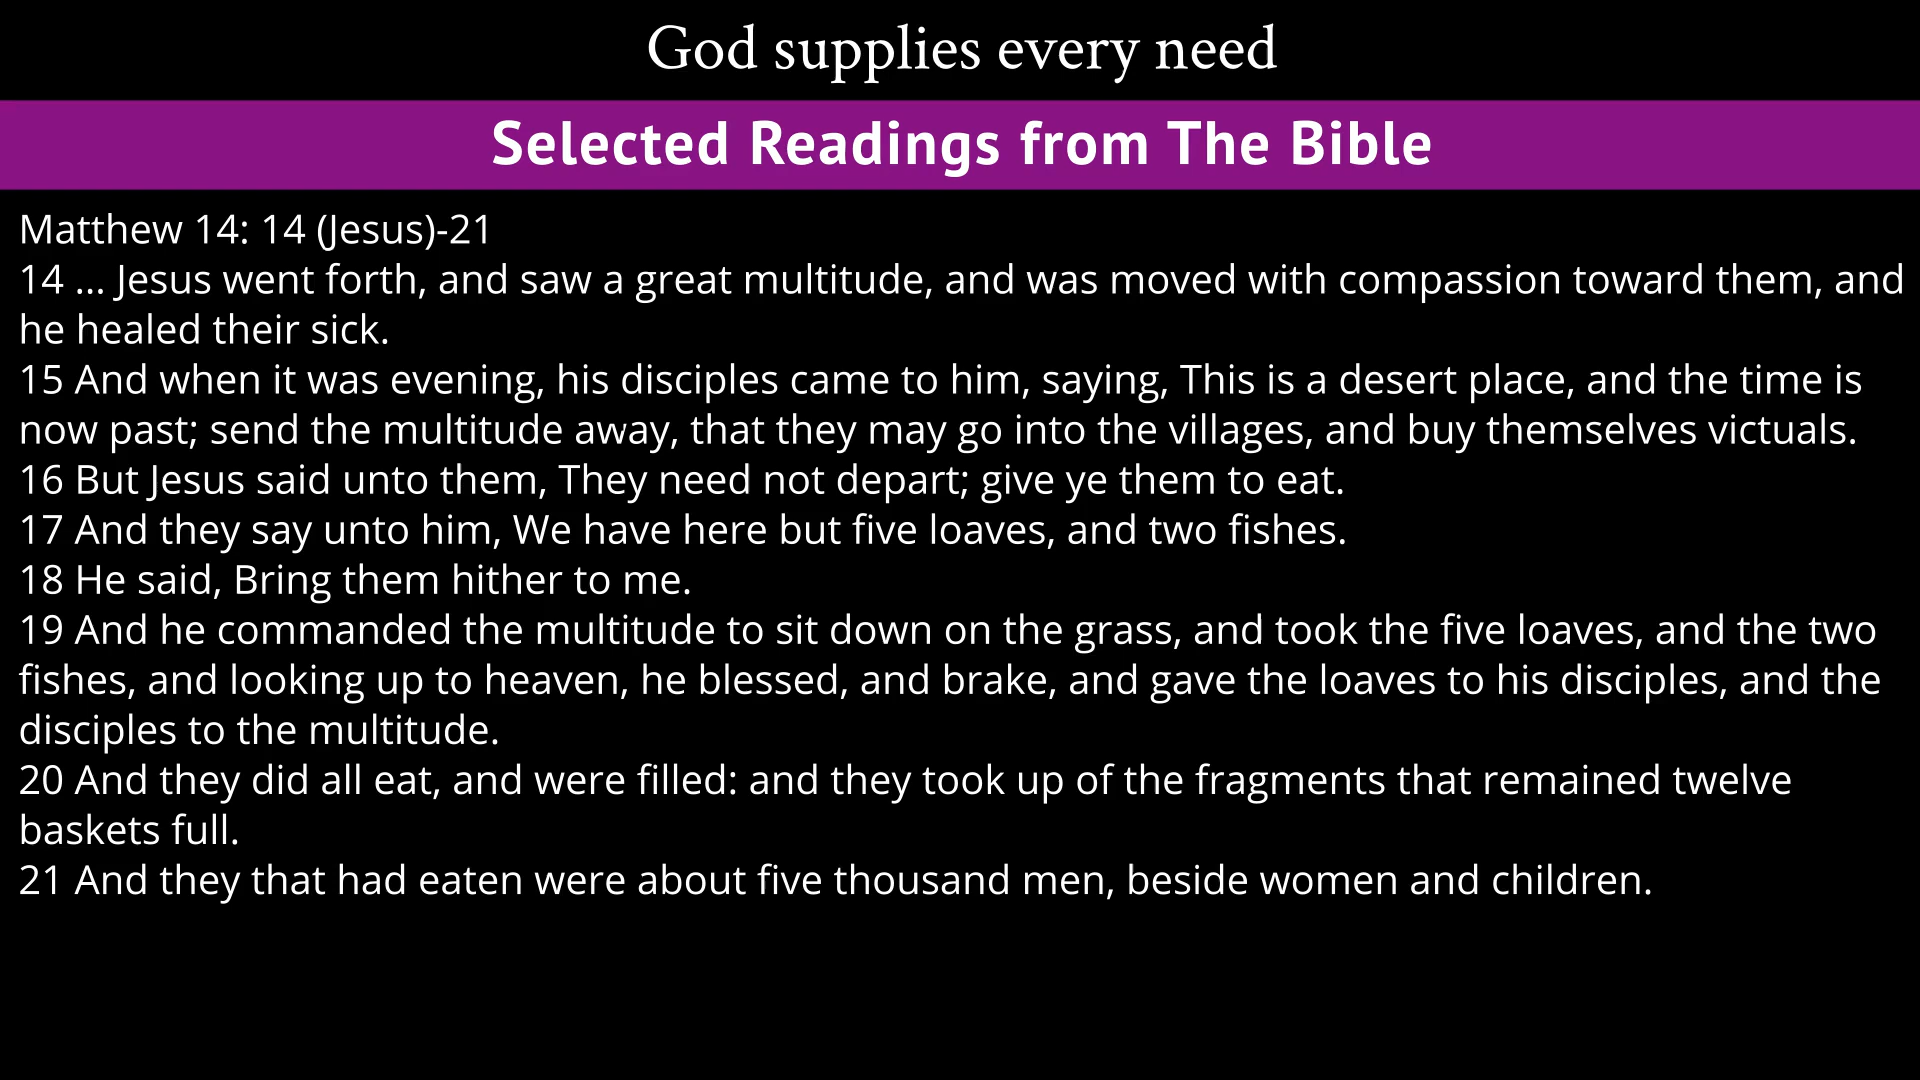 God supplies every need
Selected Readings from The Bible
Matthew 14: 14 (Jesus)-21
14 ... Jesus went forth, and saw a great multitude, and was moved with compassion toward them, and
he healed their sick.
15 And when it was evening, his disciples came to him, saying, This is a desert place, and the time is
now past; send the multitude away, that they may go into the villages, and buy themselves victuals.
16 But Jesus said unto them, They need not depart; give ye them to eat.
17 And they say unto him, We have here but five loaves, and two fishes.
18 He said, Bring them hither to me.
19 And he commanded the multitude to sit down on the grass, and took the five loaves, and the two
fishes, and looking up to heaven, he blessed, and brake, and gave the loaves to his disciples, and the
disciples to the multitude.
20 And they did all eat, and were filled: and they took up of the fragments that remained twelve
baskets full.
21 And they that had eaten were about five thousand men, beside women and children.